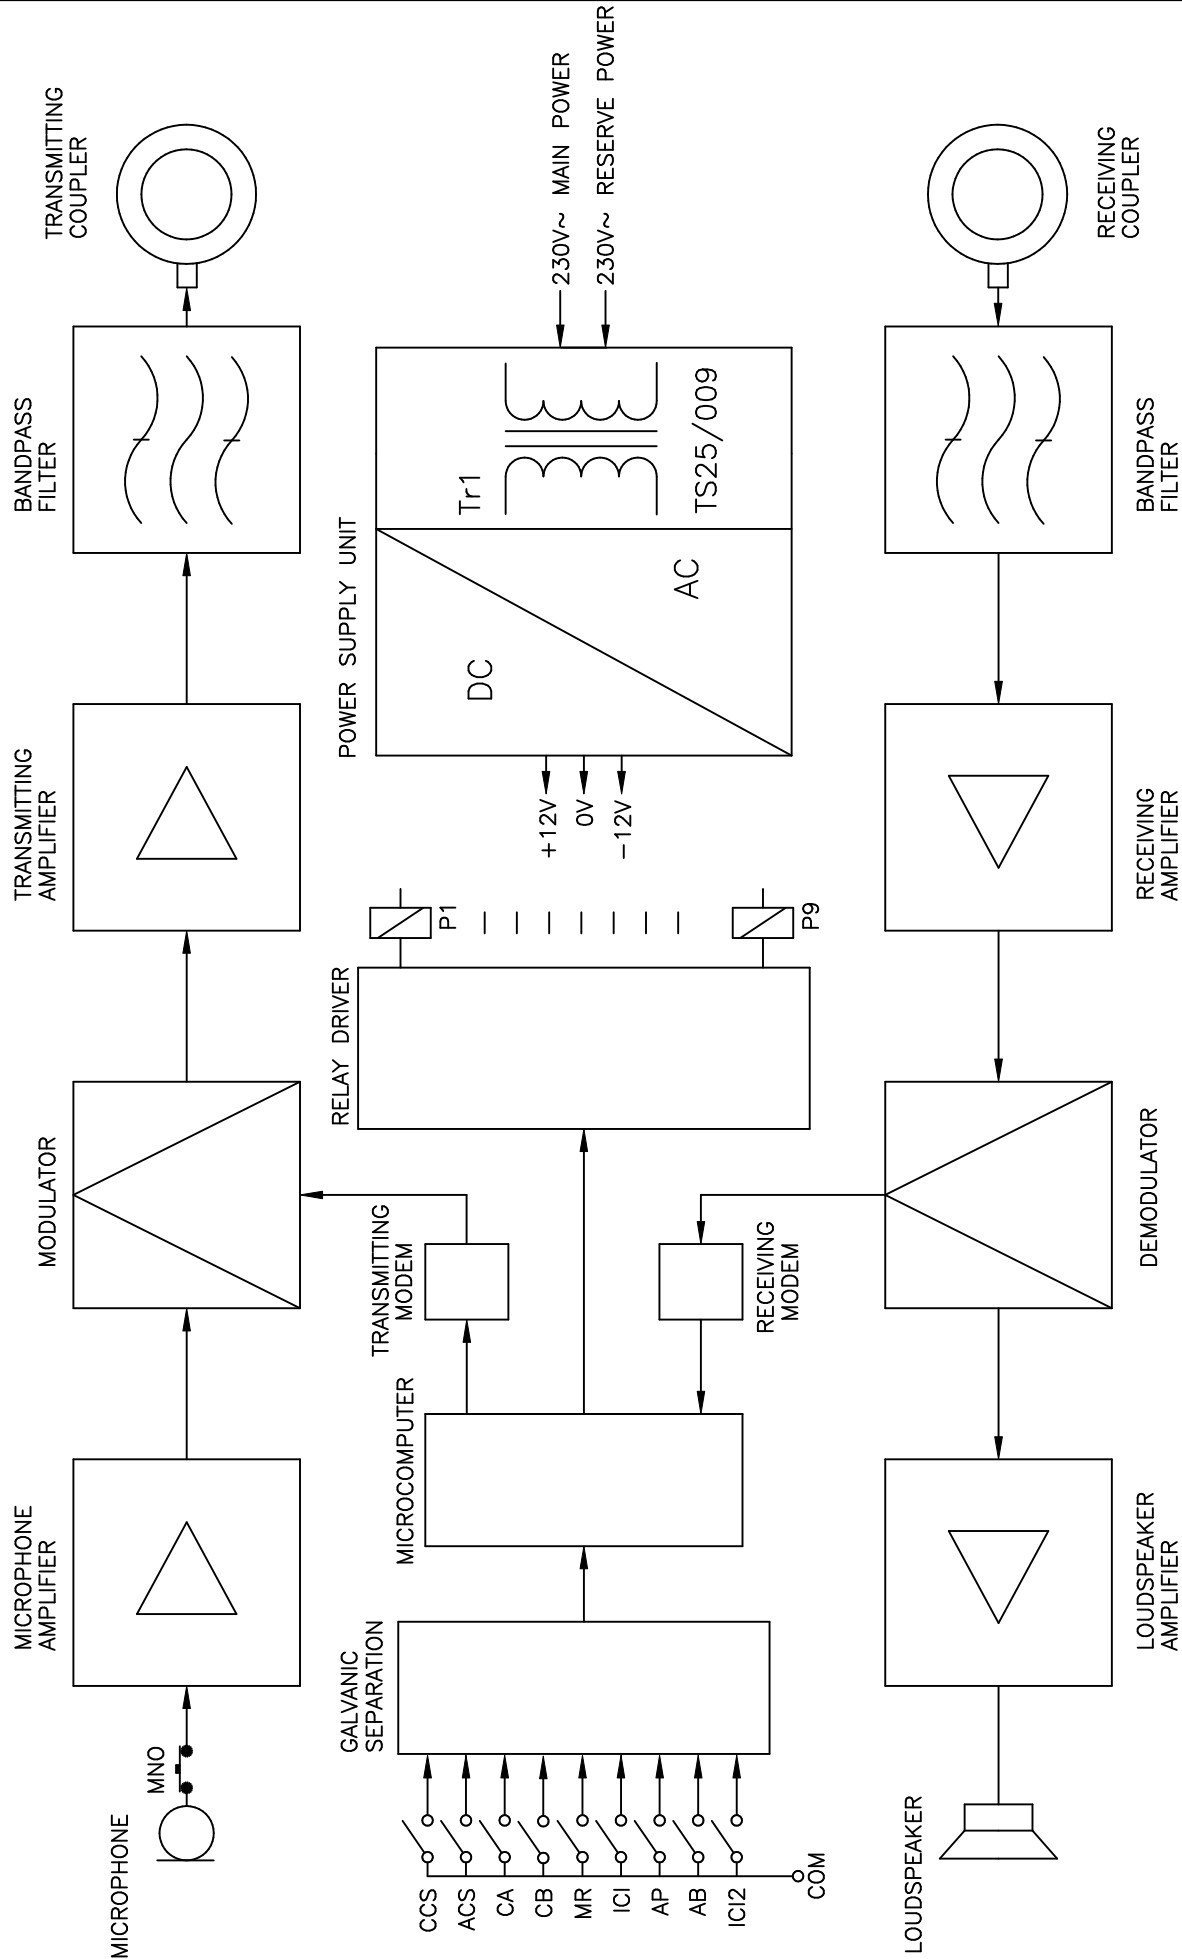 MICROPHONE
MNO
MICROPHONE
AMPLIFIER
MODULATOR
TRANSMITTING
AMPLIFIER
BANDPASS
FILTER
TRANSMITTING
COUPLER
CCS
ACS
CA
CB
MR
ICI
AP
AB
ICI2
COM
GALVANIC
SEPARATION
MICROCOMPUTER
TRANSMITTING
MODEM
RECEIVING
MODEM
RELAY DRIVER
P1
P9
POWER SUPPLY UNIT
+12V
0V
-12V
DC
AC
Tr1
TS25/009
230V~ MAIN POWER
230V~ RESERVE POWER
LOUDSPEAKER
LOUDSPEAKER
AMPLIFIER
DEMODULATOR
RECEIVING
AMPLIFIER
BANDPASS
FILTER
RECEIVING
COUPLER